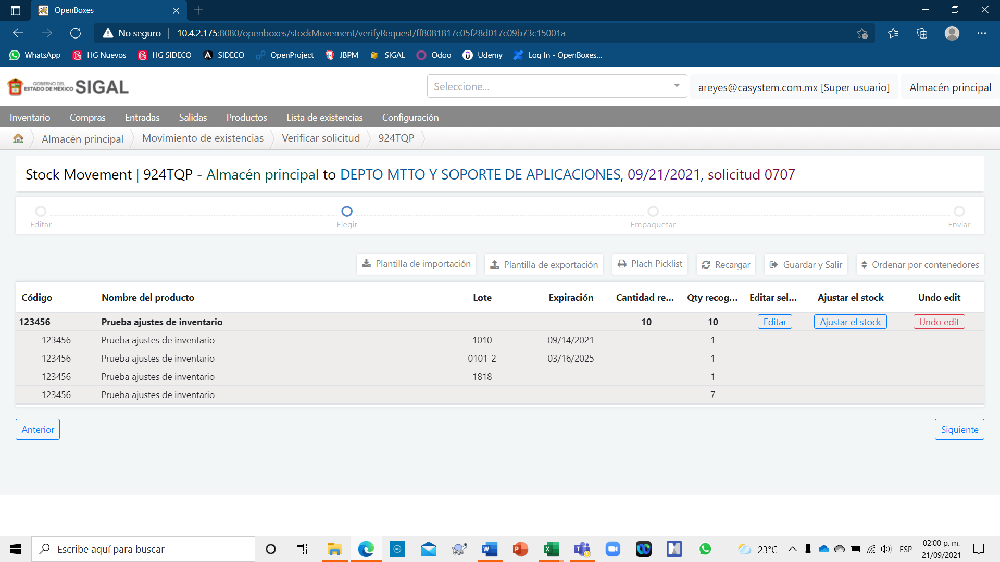 OpenBoxes
No seguro
10.4.2.175:8080/openboxes/stockMovement/verifyRequest/ff8081817c05f28d017c09b73c15001a
WhatsApp HG Nuevos HG SIDECO SIDECO OpenProject JBPM SIGAL Odoo Udemy Log In - OpenBoxes...
GOBIERNO DEL
ESTADO DE MÉXICO
SIGAL
Seleccione...
areyes@casystem.com.mx [Super usuario]
Almacén principal
Inventario Compras Entradas Salidas Productos Lista de existencias Configuración
Almacén principal Movimiento de existencias Verificar solicitud 924TQP
Stock Movement | 924TQP - Almacén principal to DEPTO MTTO Y SOPORTE DE APLICACIONES, 09/21/2021, solicitud 0707
Editar Elegir Empaquetar Enviar
Plantilla de importación Plantilla de exportación Plach Picklist Recargar Guardar y Salir Ordenar por contenedores
Código Nombre del producto Lote Expiración Cantidad re... Qty recog... Editar sel... Ajustar el stock Undo edit
123456 Prueba ajustes de inventario 10 10 Editar Ajustar el stock Undo edit
123456 Prueba ajustes de inventario 1010 09/14/2021 1
123456 Prueba ajustes de inventario 0101-2 03/16/2025 1
123456 Prueba ajustes de inventario 1818 1
123456 Prueba ajustes de inventario 7
Anterior Siguiente
Escribe aquí para buscar
23°C
ESP
02:00 p. m.
21/09/2021